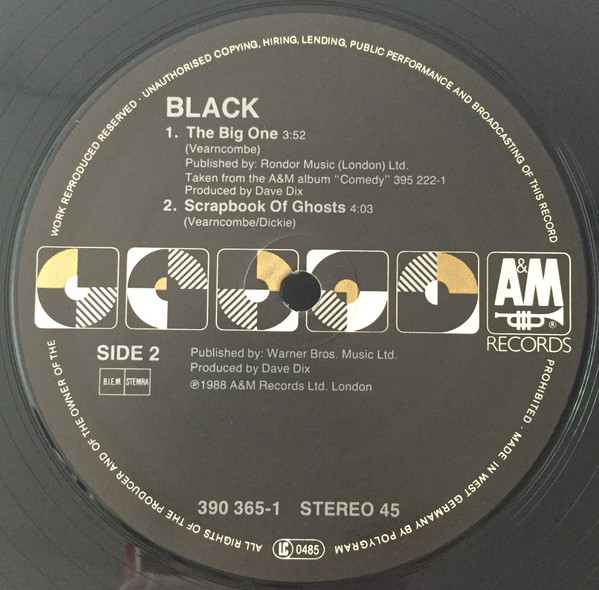 BLACK
1. The Big One 3:52
(Vearncombe)
Published by: Rondor Music (London) Ltd.
Taken from the A&M album "Comedy" 395 222-1
Produced by Dave Dix
2. Scrapbook Of Ghosts 4:03
(Vearncombe/Dickie)
A&M
®
RECORDS
SIDE 2
B.I.E.M. STEMRA
Published by: Warner Bros. Music Ltd.
Produced by Dave Dix
℗1988 A&M Records Ltd. London
390 365-1 STEREO 45
LC 0485
ALL RIGHTS OF THE PRODUCER AND OF THE OWNER OF THE WORK REPRODUCED RESERVED · UNAUTHORISED COPYING, HIRING, LENDING, PUBLIC PERFORMANCE AND BROADCASTING OF THIS RECORD PROHIBITED · MADE IN WEST GERMANY BY POLYGRAM